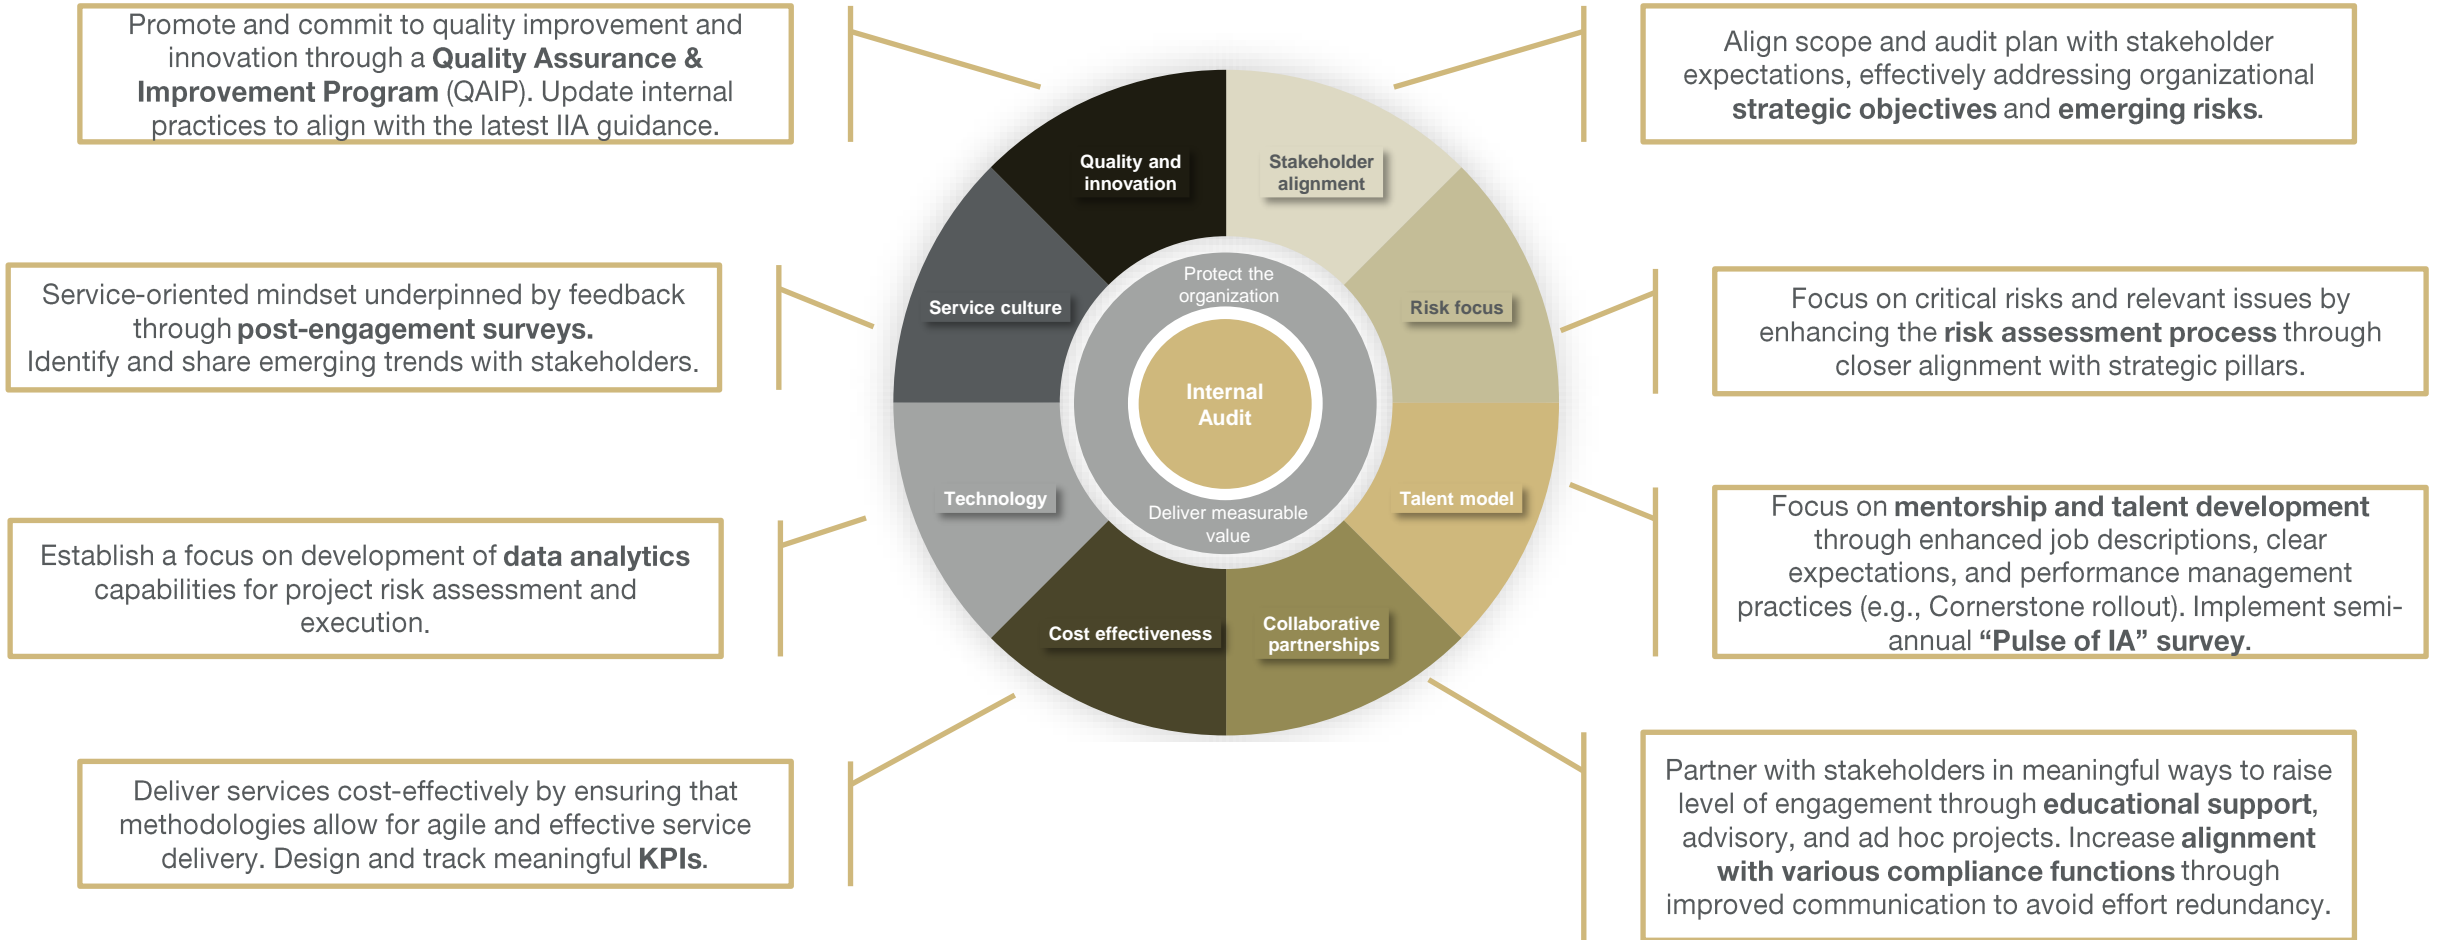 Promote and commit to quality improvement and
innovation through a Quality Assurance &
Improvement Program (QAIP). Update internal
practices to align with the latest IIA guidance.
Align scope and audit plan with stakeholder
expectations, effectively addressing organizational
strategic objectives and emerging risks.
Quality and
innovation
Stakeholder
alignment
Service-oriented mindset underpinned by feedback
through post-engagement surveys.
Identify and share emerging trends with stakeholders.
Service culture
Protect the
organization
Risk focus
Focus on critical risks and relevant issues by
enhancing the risk assessment process through
closer alignment with strategic pillars.
Internal
Audit
Establish a focus on development of data analytics
capabilities for project risk assessment and
execution.
Technology
Deliver measurable
value
Talent model
Focus on mentorship and talent development
through enhanced job descriptions, clear
expectations, and performance management
practices (e.g., Cornerstone rollout). Implement semi-
annual “Pulse of IA” survey.
Cost effectiveness
Collaborative
partnerships
Deliver services cost-effectively by ensuring that
methodologies allow for agile and effective service
delivery. Design and track meaningful KPIs.
Partner with stakeholders in meaningful ways to raise
level of engagement through educational support,
advisory, and ad hoc projects. Increase alignment
with various compliance functions through
improved communication to avoid effort redundancy.